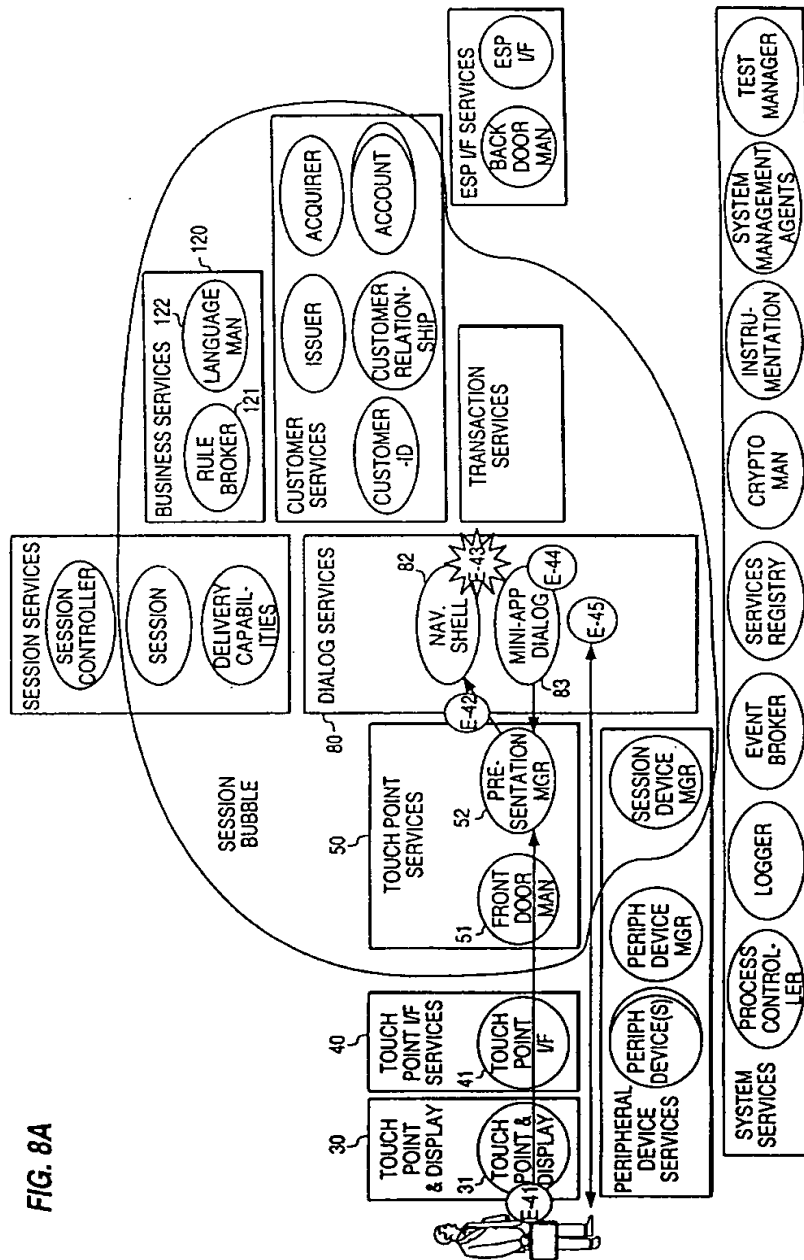 FIG. 8A
SESSION SERVICES
SESSION
CONTROLLER
SESSION
DELIVERY
CAPABIL-
ITIES
SESSION
BUBBLE
BUSINESS SERVICES
120
122
RULE
BROKER
121
LANGUAGE
MAN
CUSTOMER
SERVICES
ISSUER
ACQUIRER
CUSTOMER
-ID
CUSTOMER
RELATION-
SHIP
ACCOUNT
ESP I/F SERVICES
BACK
DOOR
MAN
ESP
I/F
30
TOUCH
POINT
& DISPLAY
31
TOUCH
POINT &
DISPLAY
E-41
40
TOUCH
POINT I/F
SERVICES
41
TOUCH
POINT
I/F
50
TOUCH POINT
SERVICES
51
FRONT
DOOR
MAN
52
PRE-
SENTATION
MGR
E-42
80
DIALOG SERVICES
82
NAV.
SHELL
E-43
MINI-APP
DIALOG
83
E-44
E-45
TRANSACTION
SERVICES
PERIPHERAL
DEVICE
SERVICES
PERIPH
DEVICE(S)
PERIPH
DEVICE
MGR
SESSION
DEVICE
MGR
SYSTEM
SERVICES
PROCESS
CONTROL-
LER
LOGGER
EVENT
BROKER
SERVICES
REGISTRY
CRYPTO
MAN
INSTRU-
MENTATION
SYSTEM
MANAGEMENT
AGENTS
TEST
MANAGER